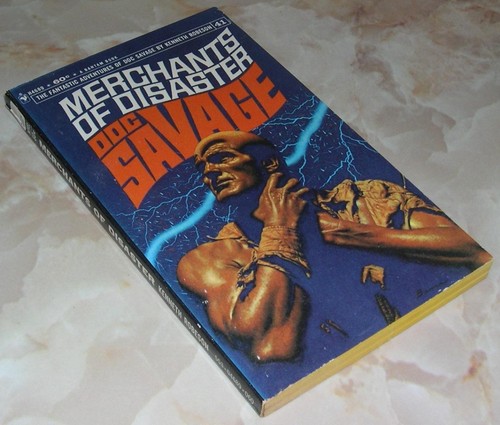 60¢ • A BANTAM BOOK
THE FANTASTIC ADVENTURES OF DOC SAVAGE BY KENNETH ROBESON 41
MERCHANTS
OF DISASTER
DOC
SAVAGE
MERCHANTS OF DISASTER KENNETH ROBESON